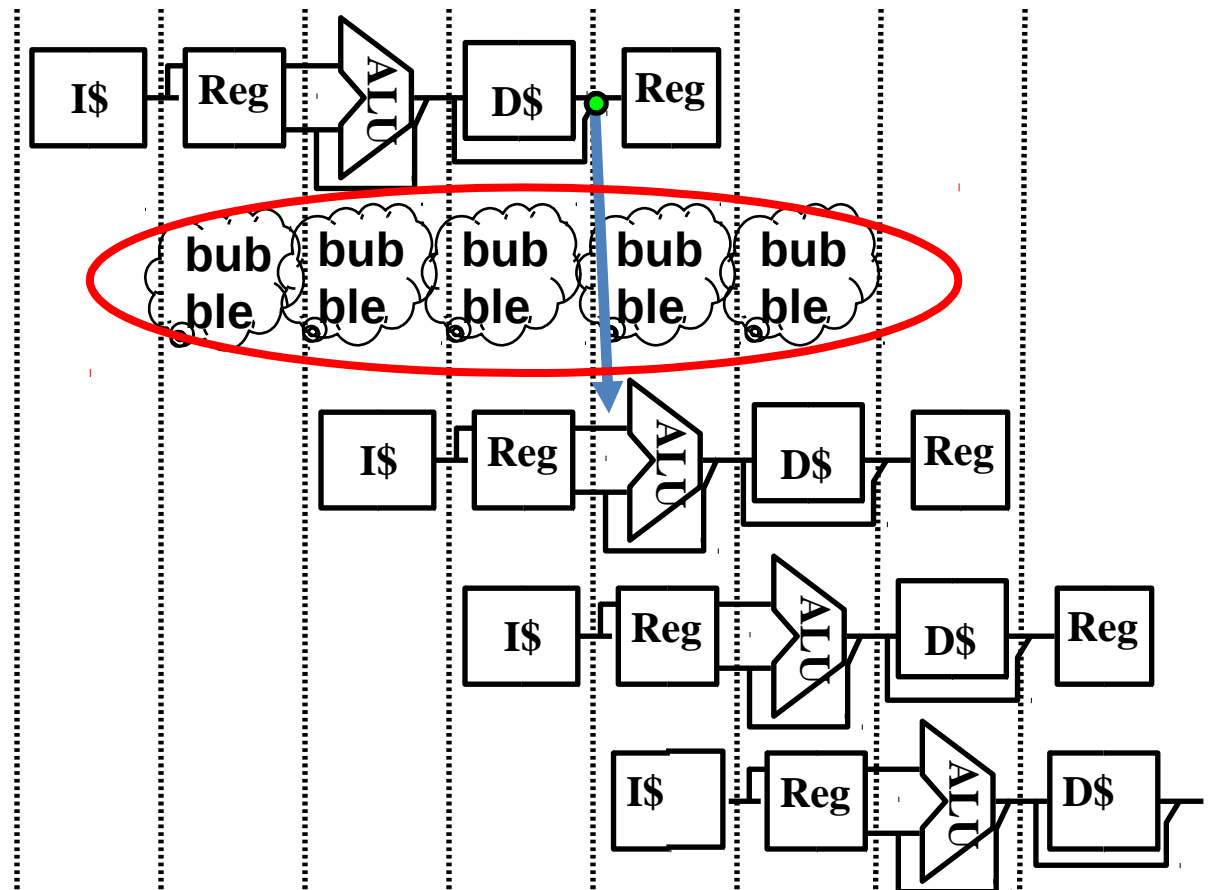 I$ Reg ALU D$ Reg
bub bub bub bub bub
ble ble ble ble ble
I$ Reg ALU D$ Reg
I$ Reg ALU D$ Reg
I$ Reg ALU D$